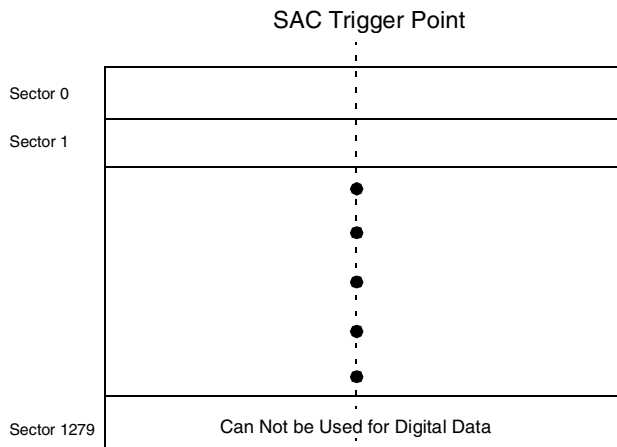 SAC Trigger Point
Sector 0
Sector 1
Sector 1279
Can Not be Used for Digital Data